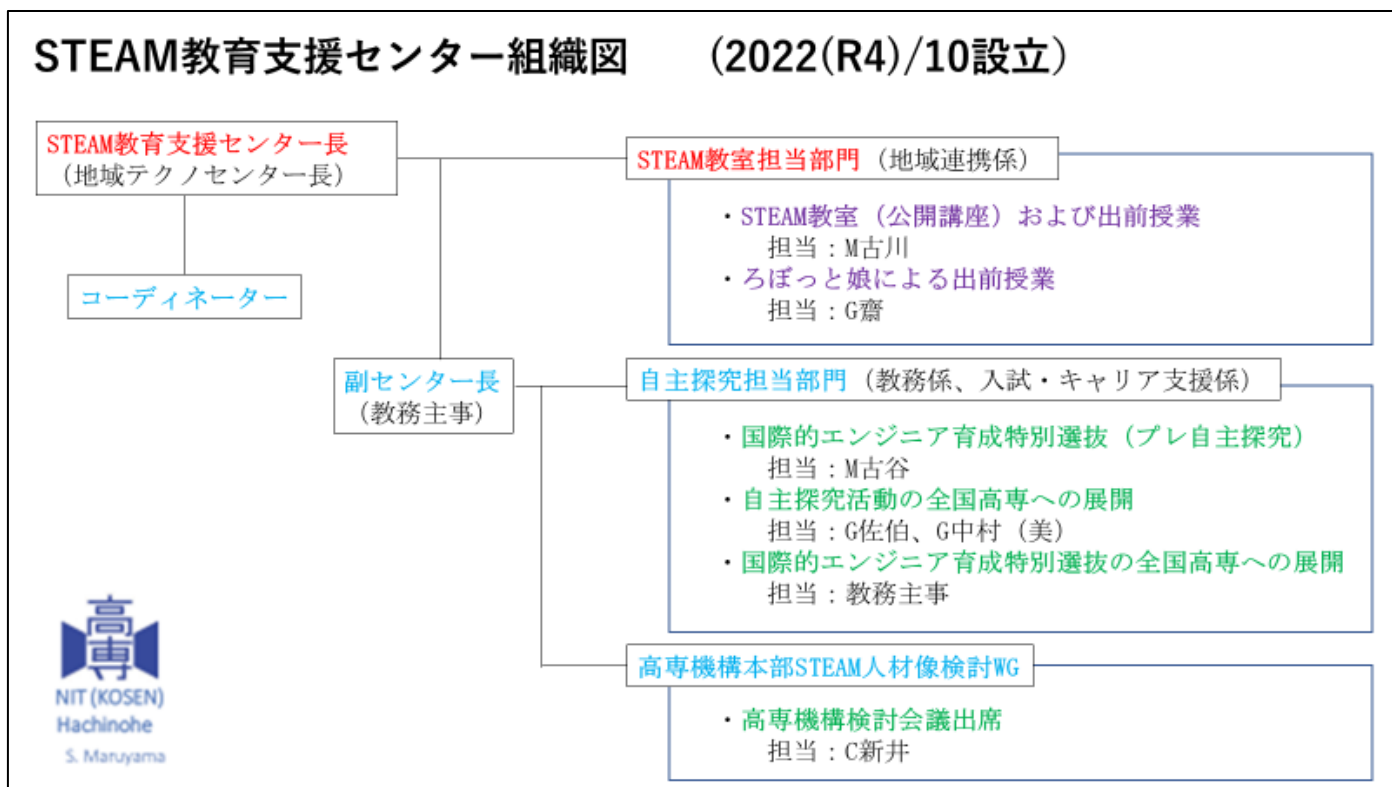 STEAM教育支援センター組織図 (2022(R4)/10設立)
STEAM教育支援センター長
(地域テクノセンター長)
コーディネーター
副センター長
(教務主事)
STEAM教室担当部門 (地域連携係)
・STEAM教室(公開講座)および出前授業
担当:M古川
・ろぼっと娘による出前授業
担当:G齋
自主探究担当部門 (教務係、入試・キャリア支援係)
・国際的エンジニア育成特別選抜(プレ自主探究)
担当:M古谷
・自主探究活動の全国高専への展開
担当:G佐伯、G中村(美)
・国際的エンジニア育成特別選抜の全国高専への展開
担当:教務主事
高専機構本部STEAM人材像検討WG
・高専機構検討会議出席
担当:C新井
高専
NIT (KOSEN)
Hachinohe
S. Maruyama